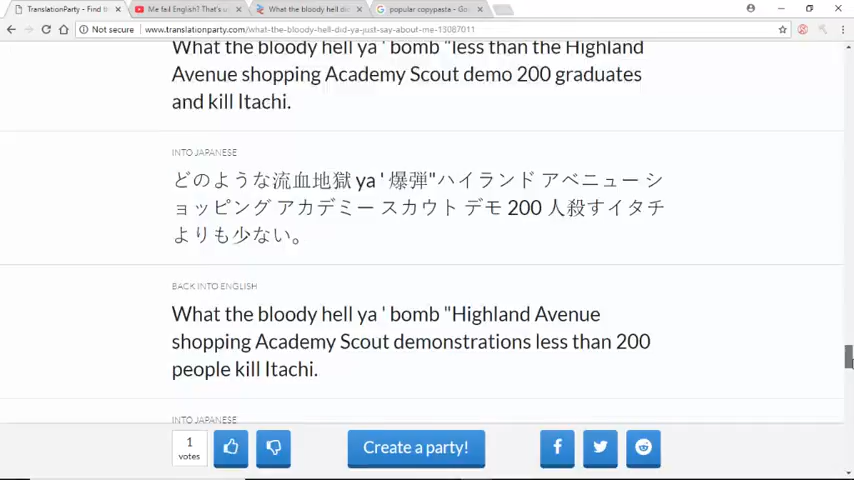 TranslationParty - Find th
Me fail English? That's u
What the bloody hell di
popular copypaste - Go
Not secure
www.translationparty.com/what-the-bloody-hell-did-ya-just-say-about-me-13087011
What the bloody hell ya ' bomb "less than the Highland
Avenue shopping Academy Scout demo 200 graduates
and kill Itachi.
INTO JAPANESE
どのような流血地獄 ya ' 爆弾"ハイランド アベニュー シ
ョッピング アカデミー スカウト デモ 200 人殺すイタチ
よりも少ない。
BACK INTO ENGLISH
What the bloody hell ya ' bomb "Highland Avenue
shopping Academy Scout demonstrations less than 200
people kill Itachi.
INTO JAPANESE
1
votes
Create a party!